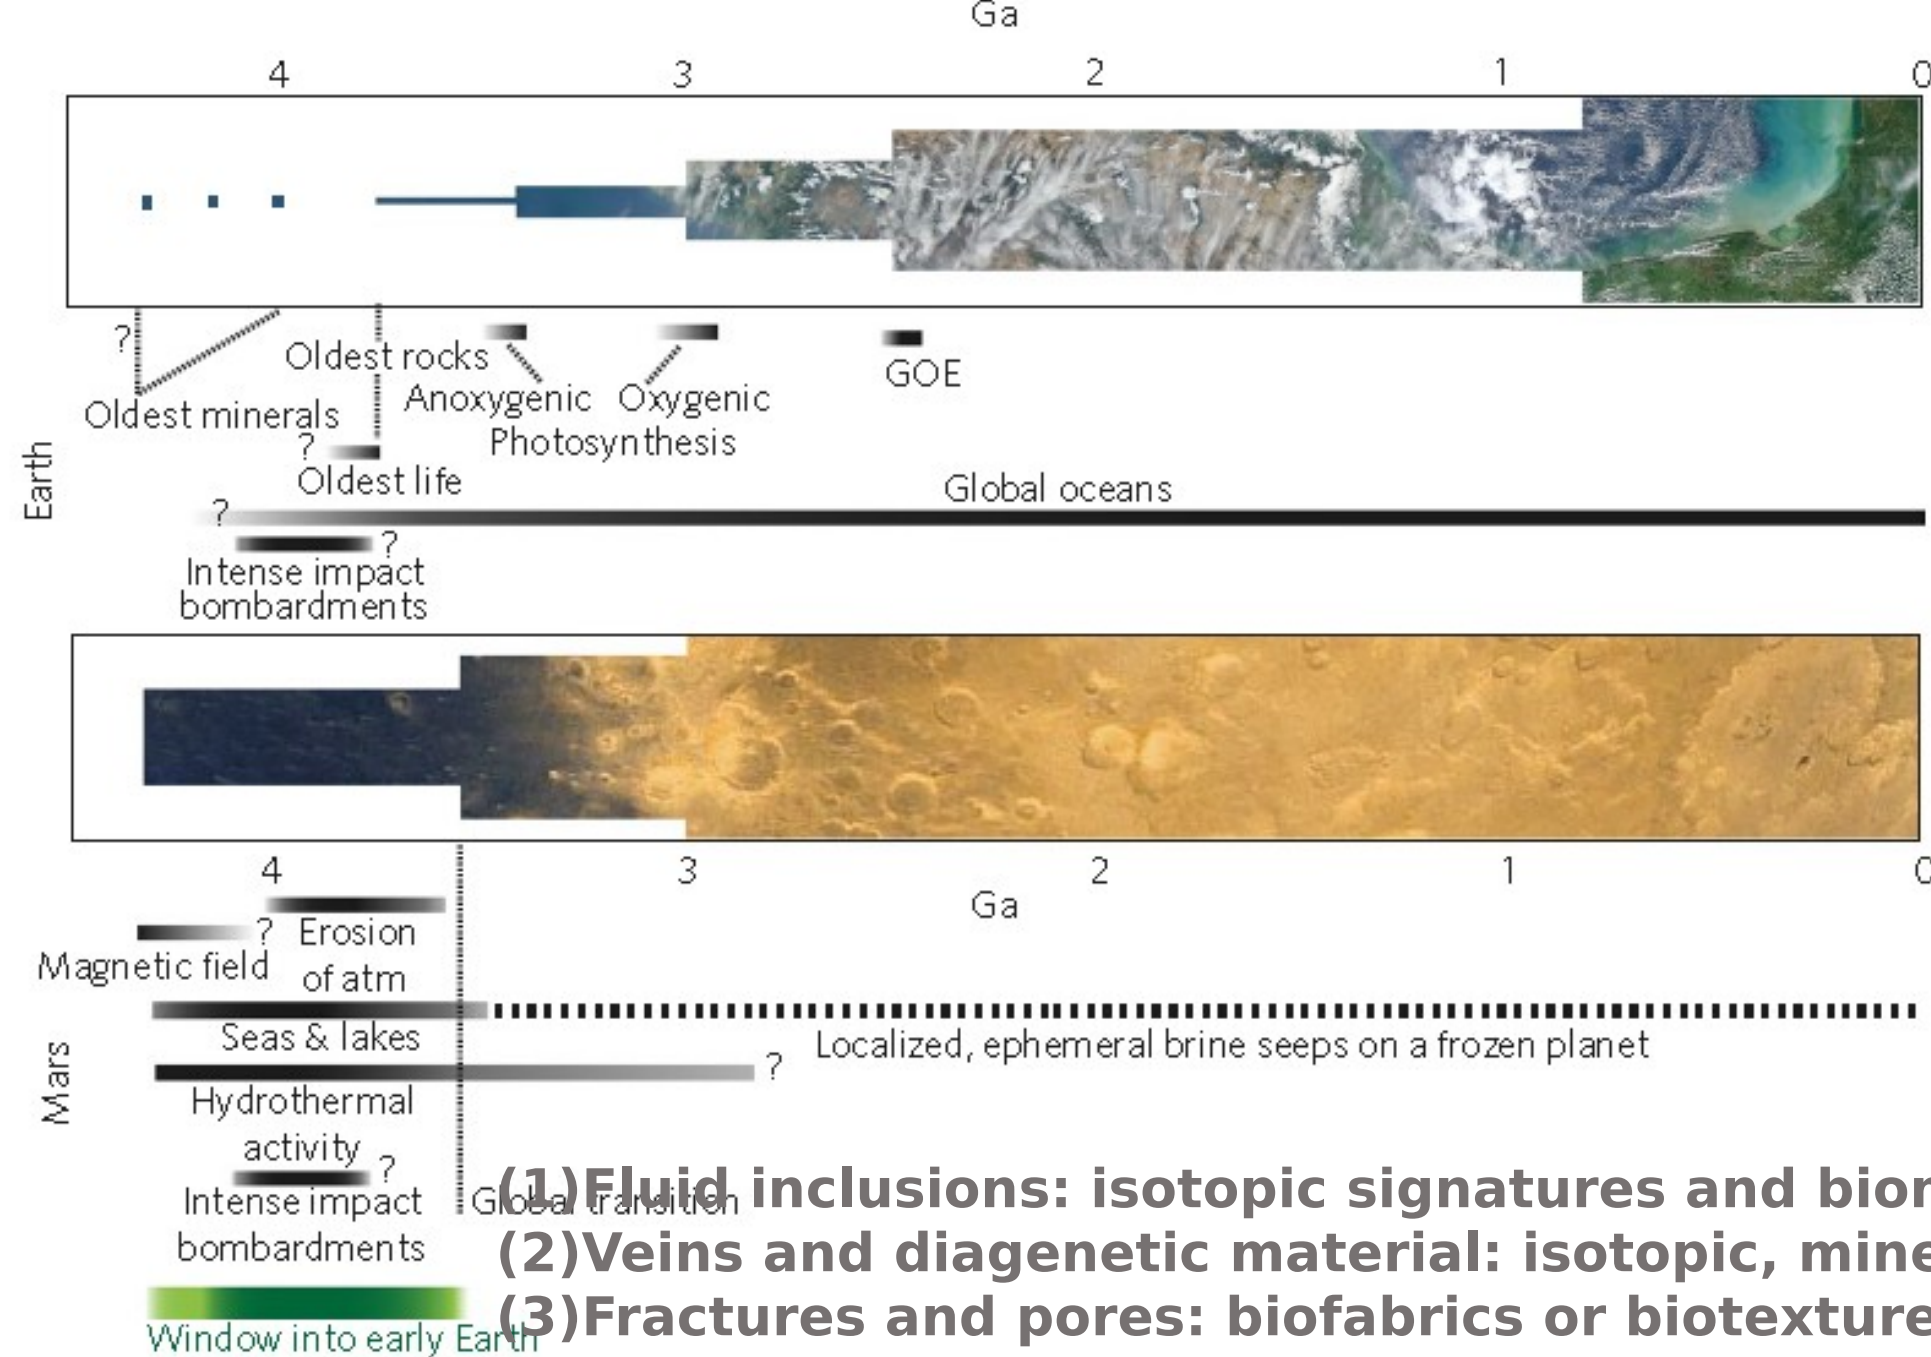 Ga
4 3 2 1 0
?
Oldest rocks
GOE
Anoxygenic Oxygenic
Oldest minerals
Photosynthesis
?
Oldest life
Earth
Global oceans
?
?
Intense impact
bombardments
4 3 2 1 0
Ga
? Erosion
Magnetic field of atm
Seas & lakes
Localized, ephemeral brine seeps on a frozen planet
?
Mars
Hydrothermal
activity
?
Intense impact
bombardments
Global transition
(1)Fluid inclusions: isotopic signatures and
(2)Veins and diagenetic material: isotopic,
(3)Fractures and pores: biofabrics or
Window into early Earth